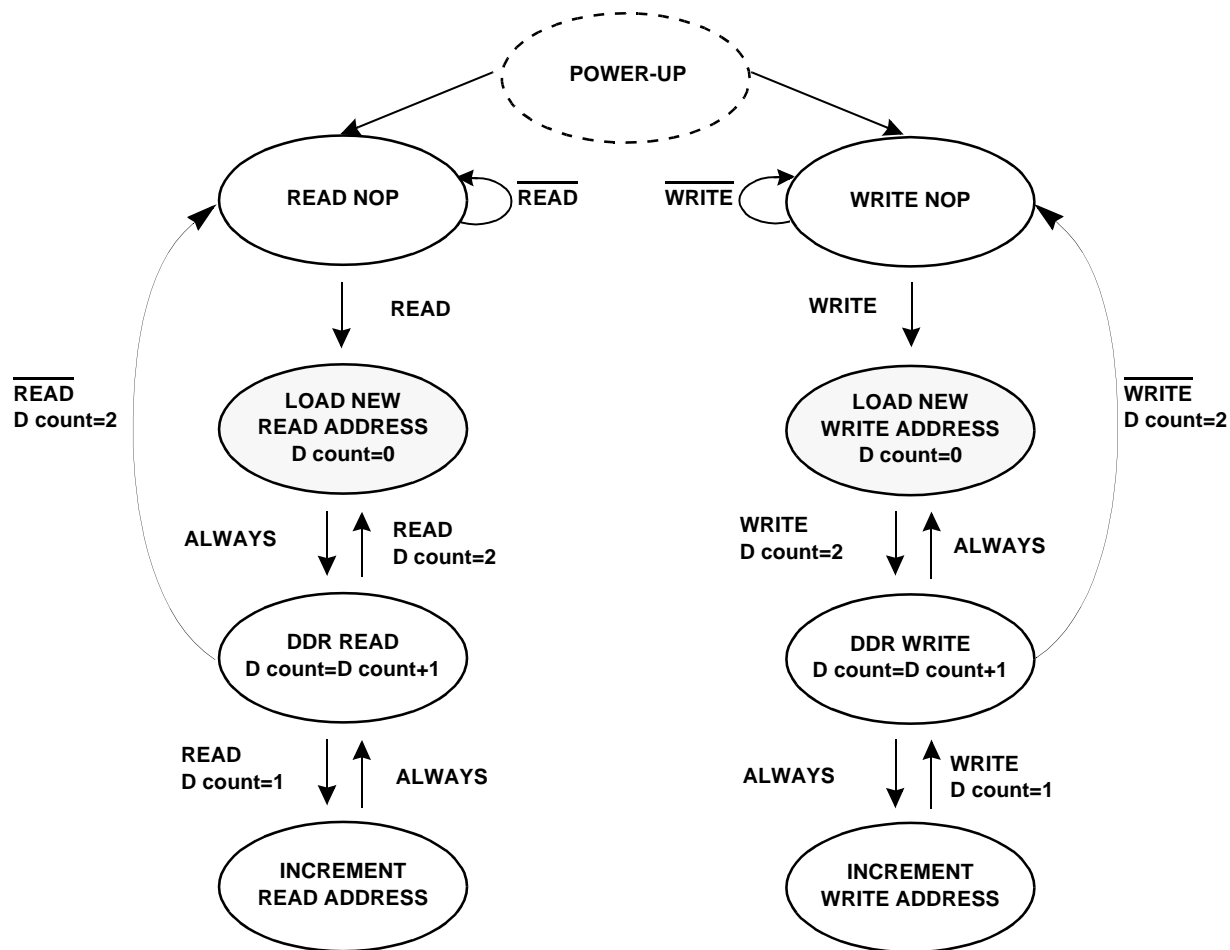 POWER-UP
READ NOP
READ
WRITE
WRITE NOP
READ
WRITE
READ
D count=2
LOAD NEW
READ ADDRESS
D count=0
LOAD NEW
WRITE ADDRESS
D count=0
WRITE
D count=2
ALWAYS
READ
D count=2
WRITE
D count=2
ALWAYS
DDR READ
D count=D count+1
DDR WRITE
D count=D count+1
READ
D count=1
ALWAYS
ALWAYS
WRITE
D count=1
INCREMENT
READ ADDRESS
INCREMENT
WRITE ADDRESS